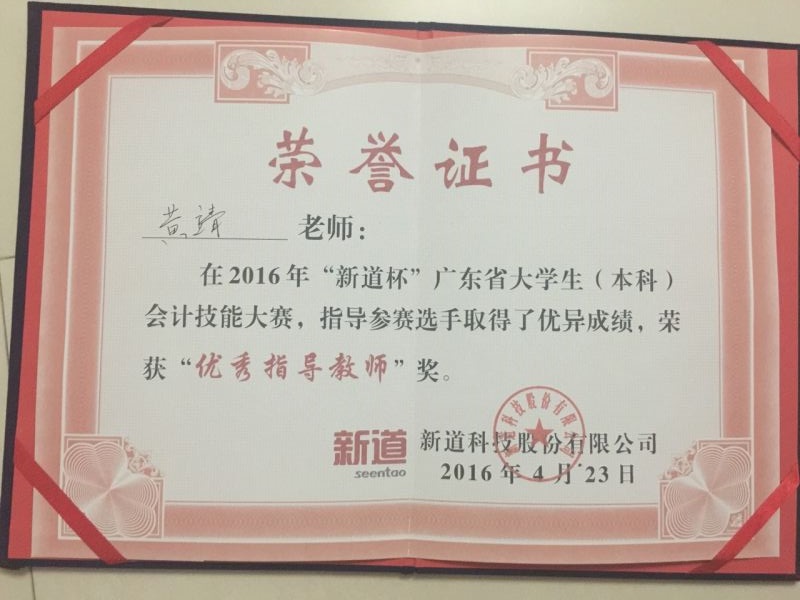 荣誉证书
黄靖 老师：
在2016年“新道杯”广东省大学生（本科）
会计技能大赛，指导参赛选手取得了优异成绩，荣
获“优秀指导教师”奖。
新道
seentao
新道科技股份有限公司
2016年4月23日